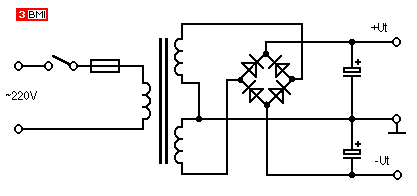 3 BMI
+Ut
~220V
+
+
-Ut